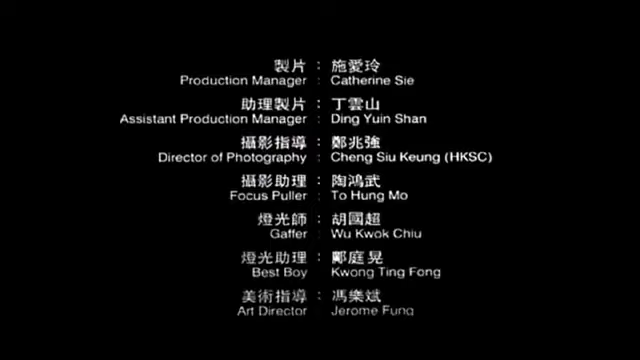 製片：施愛玲
Production Manager : Catherine Sie
助理製片：丁雲山
Assistant Production Manager : Ding Yuin Shan
攝影指導：鄭兆強
Director of Photography : Cheng Siu Keung (HKSC)
攝影助理：陶鴻武
Focus Puller : To Hung Mo
燈光師：胡國超
Gaffer : Wu Kwok Chiu
燈光助理：鄺庭晃
Best Boy : Kwong Ting Fong
美術指導：馮樂斌
Art Director : Jerome Fung